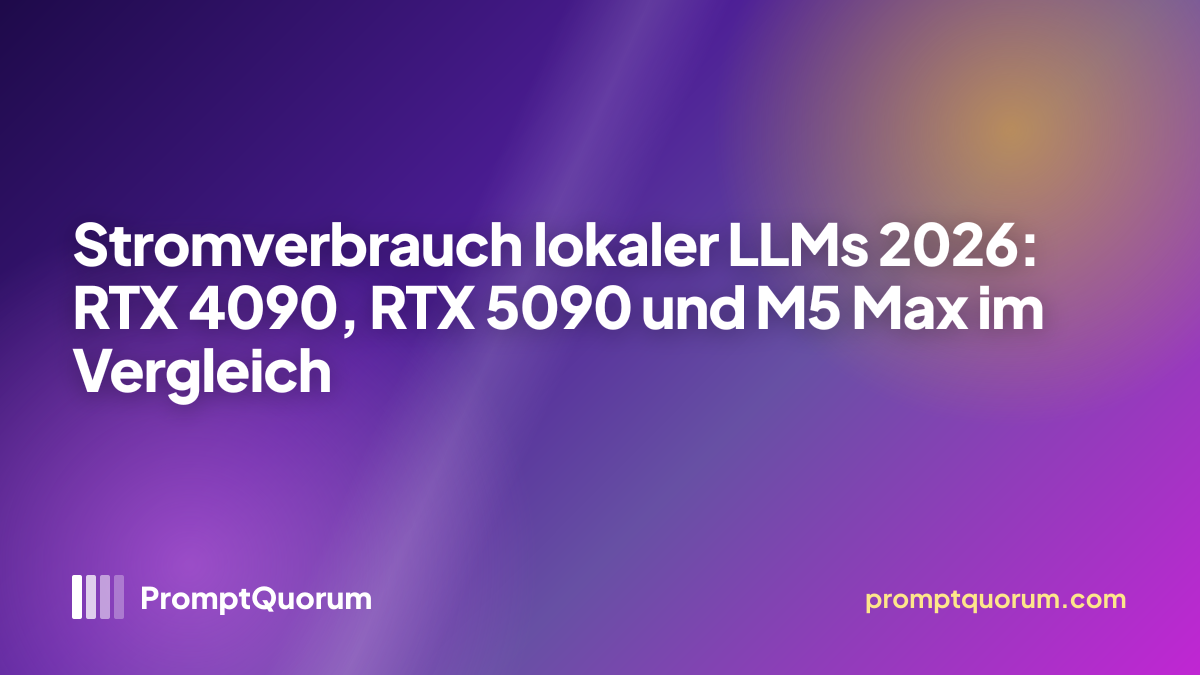 Stromverbrauch lokaler LLMs 2026:
RTX 4090, RTX 5090 und M5 Max im
Vergleich
PromptQuorum
promptquorum.com